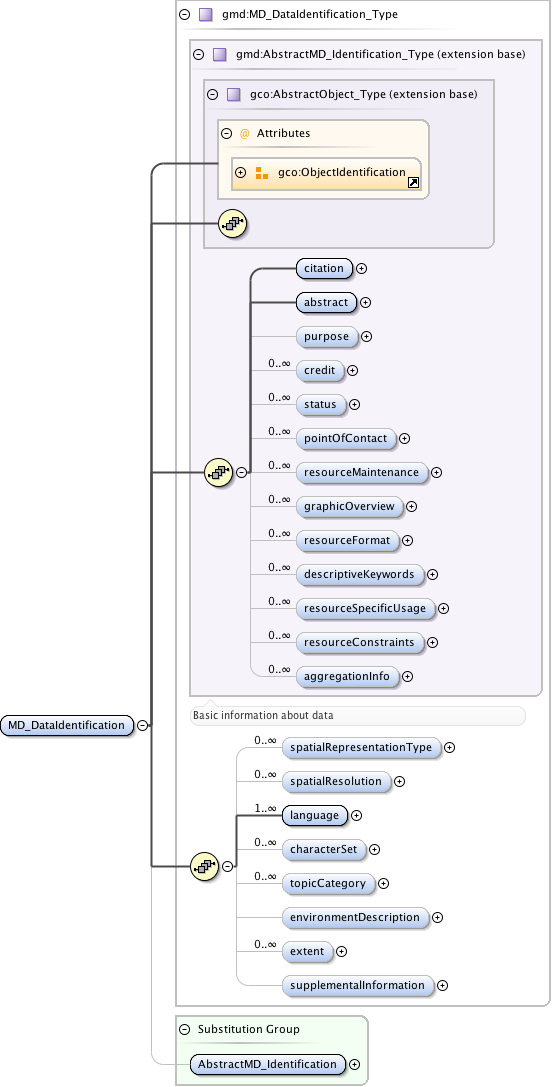 gmd:MD_DataIdentification_Type
gmd:AbstractMD_Identification_Type (extension base)
gco:AbstractObject_Type (extension base)
@ Attributes
gco:ObjectIdentification
citation
abstract
purpose
0..∞ credit
0..∞ status
0..∞ pointOfContact
0..∞ resourceMaintenance
0..∞ graphicOverview
0..∞ resourceFormat
0..∞ descriptiveKeywords
0..∞ resourceSpecificUsage
0..∞ resourceConstraints
0..∞ aggregationInfo
Basic information about data
MD_DataIdentification
0..∞ spatialRepresentationType
0..∞ spatialResolution
1..∞ language
0..∞ characterSet
0..∞ topicCategory
environmentDescription
0..∞ extent
supplementalInformation
Substitution Group
AbstractMD_Identification